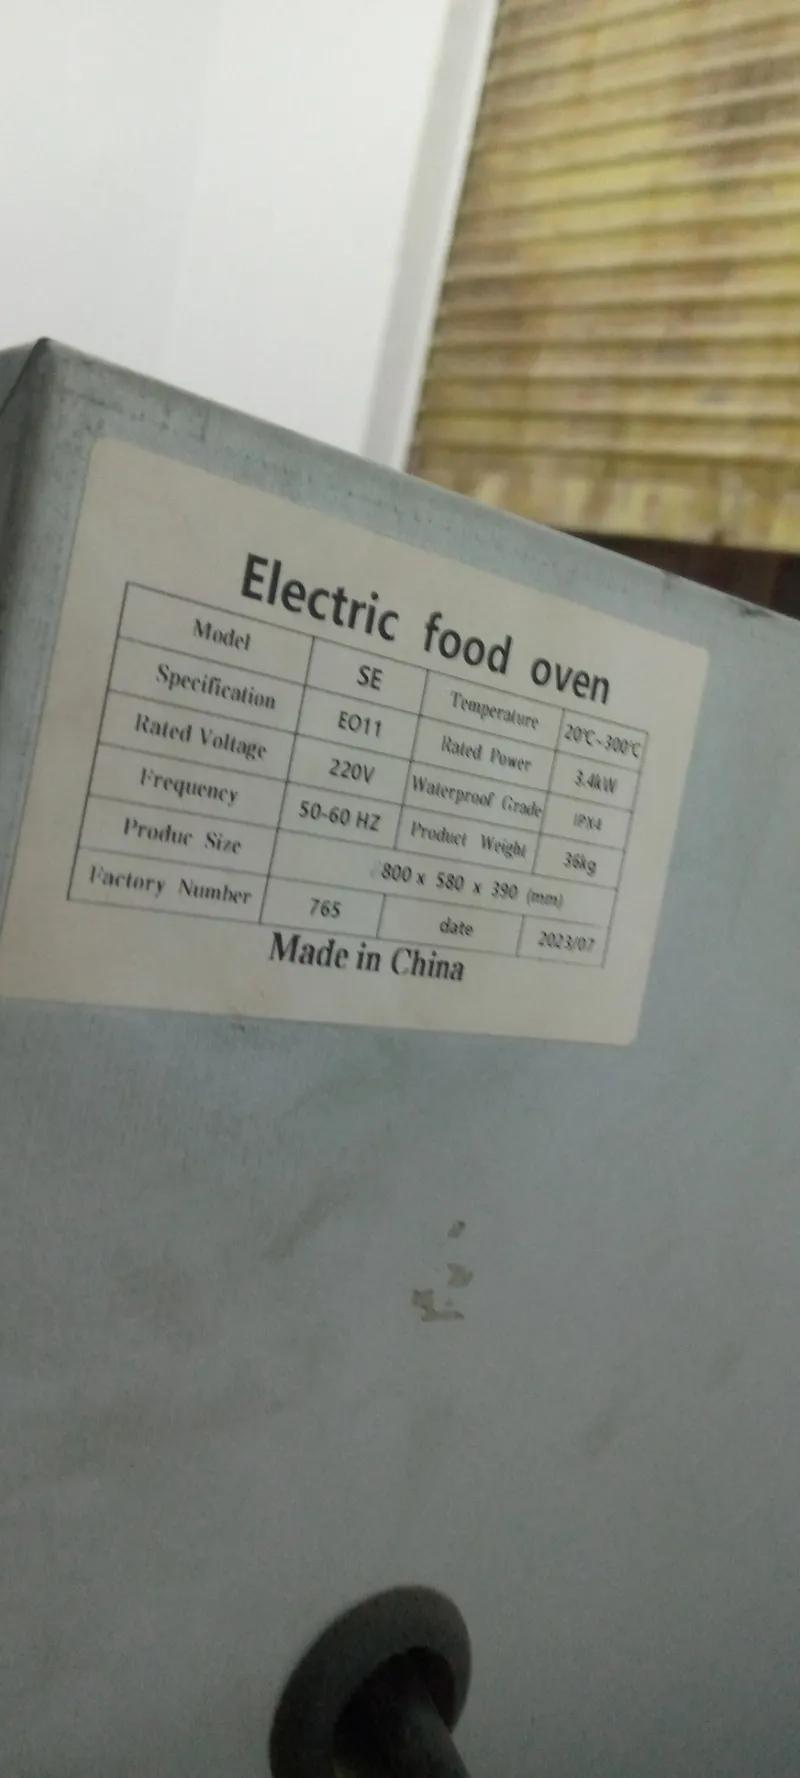 Electric food oven
Model SE Temperature 20℃~300℃
Specification EO11 Rated Power 3.4kW
Rated Voltage 220V Waterproof Grade IPX4
Frequency 50-60 HZ Product Weight 36kg
Produc Size 800 x 580 x 390 (mm)
Factory Number 765 date 2023/07
Made in China